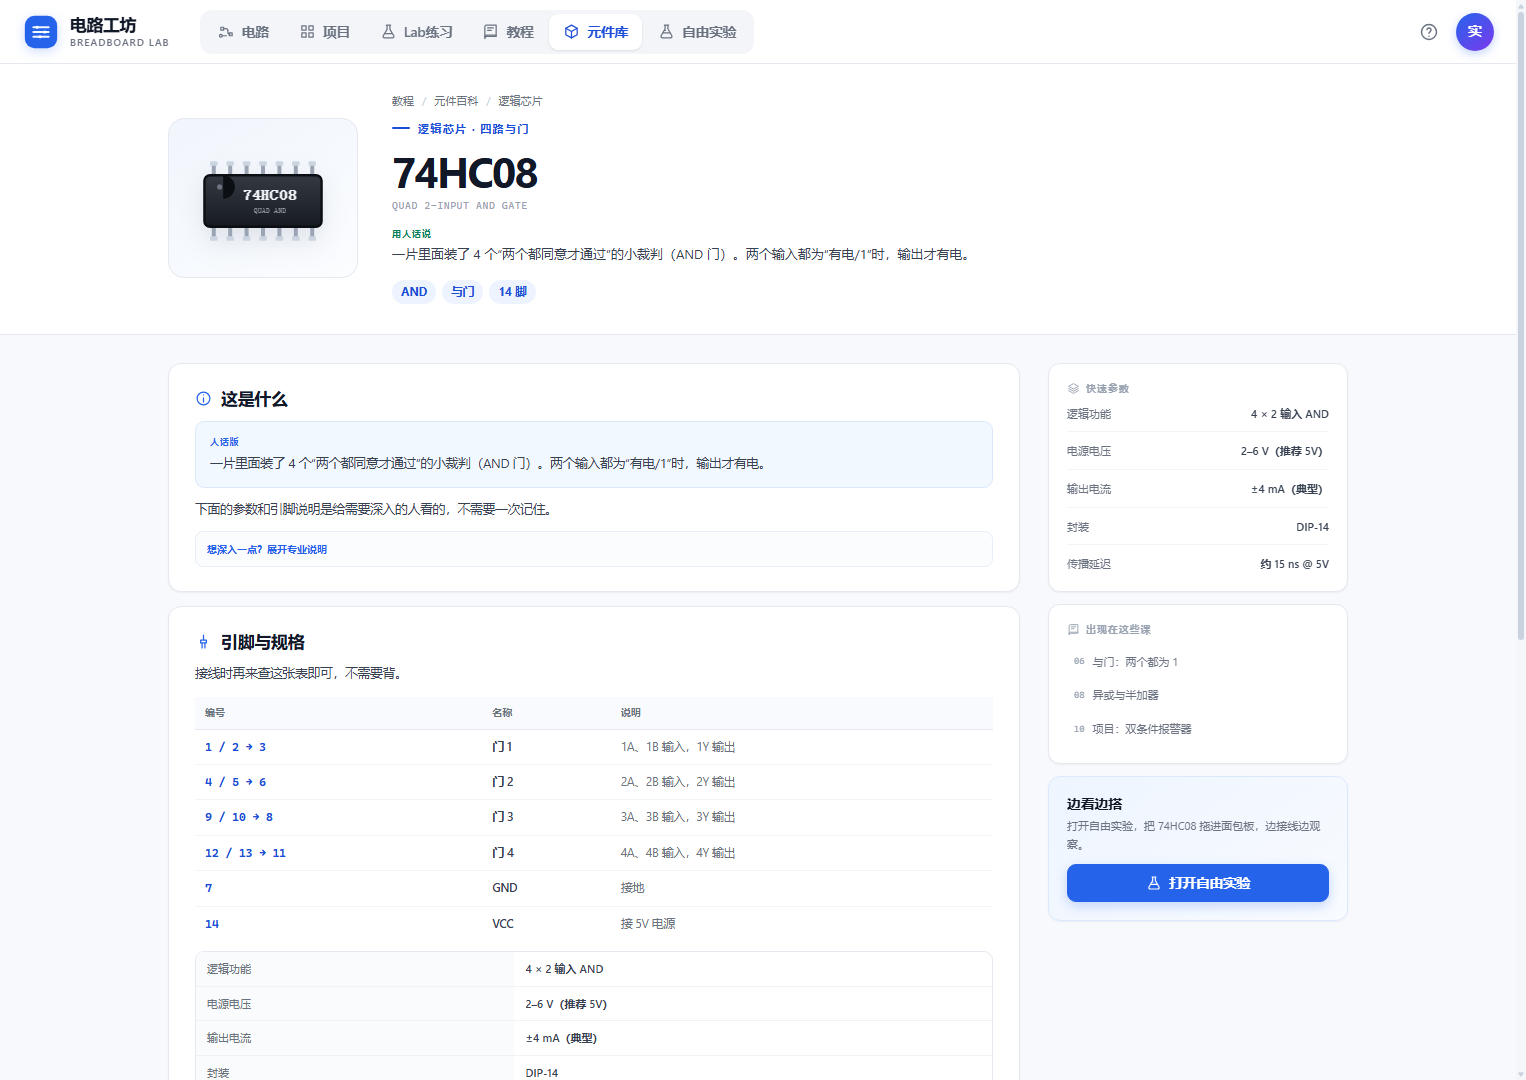 电路工坊
BREADBOARD LAB
电路
项目
Lab练习
教程
元件库
自由实验
实
教程 / 元件百科 / 逻辑芯片
逻辑芯片 · 四路与门
74HC08
QUAD 2-INPUT AND GATE
74HC08
QUAD AND
用人话说
一片里面装了 4 个“两个都同意才通过”的小裁判（AND 门）。两个输入都为“有电/1”时，输出才有电。
AND
与门
14 脚
这是什么
人话版
一片里面装了 4 个“两个都同意才通过”的小裁判（AND 门）。两个输入都为“有电/1”时，输出才有电。
下面的参数和引脚说明是给需要深入的人看的，不需要一次记住。
想深入一点？展开专业说明
引脚与规格
接线时再来查这张表即可，不需要背。
编号 名称 说明
1 / 2 → 3 门 1 1A、1B 输入，1Y 输出
4 / 5 → 6 门 2 2A、2B 输入，2Y 输出
9 / 10 → 8 门 3 3A、3B 输入，3Y 输出
12 / 13 → 11 门 4 4A、4B 输入，4Y 输出
7 GND 接地
14 VCC 接 5V 电源
逻辑功能 4 × 2 输入 AND
电源电压 2–6 V（推荐 5V）
输出电流 ±4 mA（典型）
封装 DIP-14
快速参数
逻辑功能 4 × 2 输入 AND
电源电压 2–6 V（推荐 5V）
输出电流 ±4 mA（典型）
封装 DIP-14
传播延迟 约 15 ns @ 5V
出现在这些课
06 与门：两个都为 1
08 异或与半加器
10 项目：双条件报警器
边看边搭
打开自由实验，把 74HC08 拖进面包板，边接线边观
察。
打开自由实验